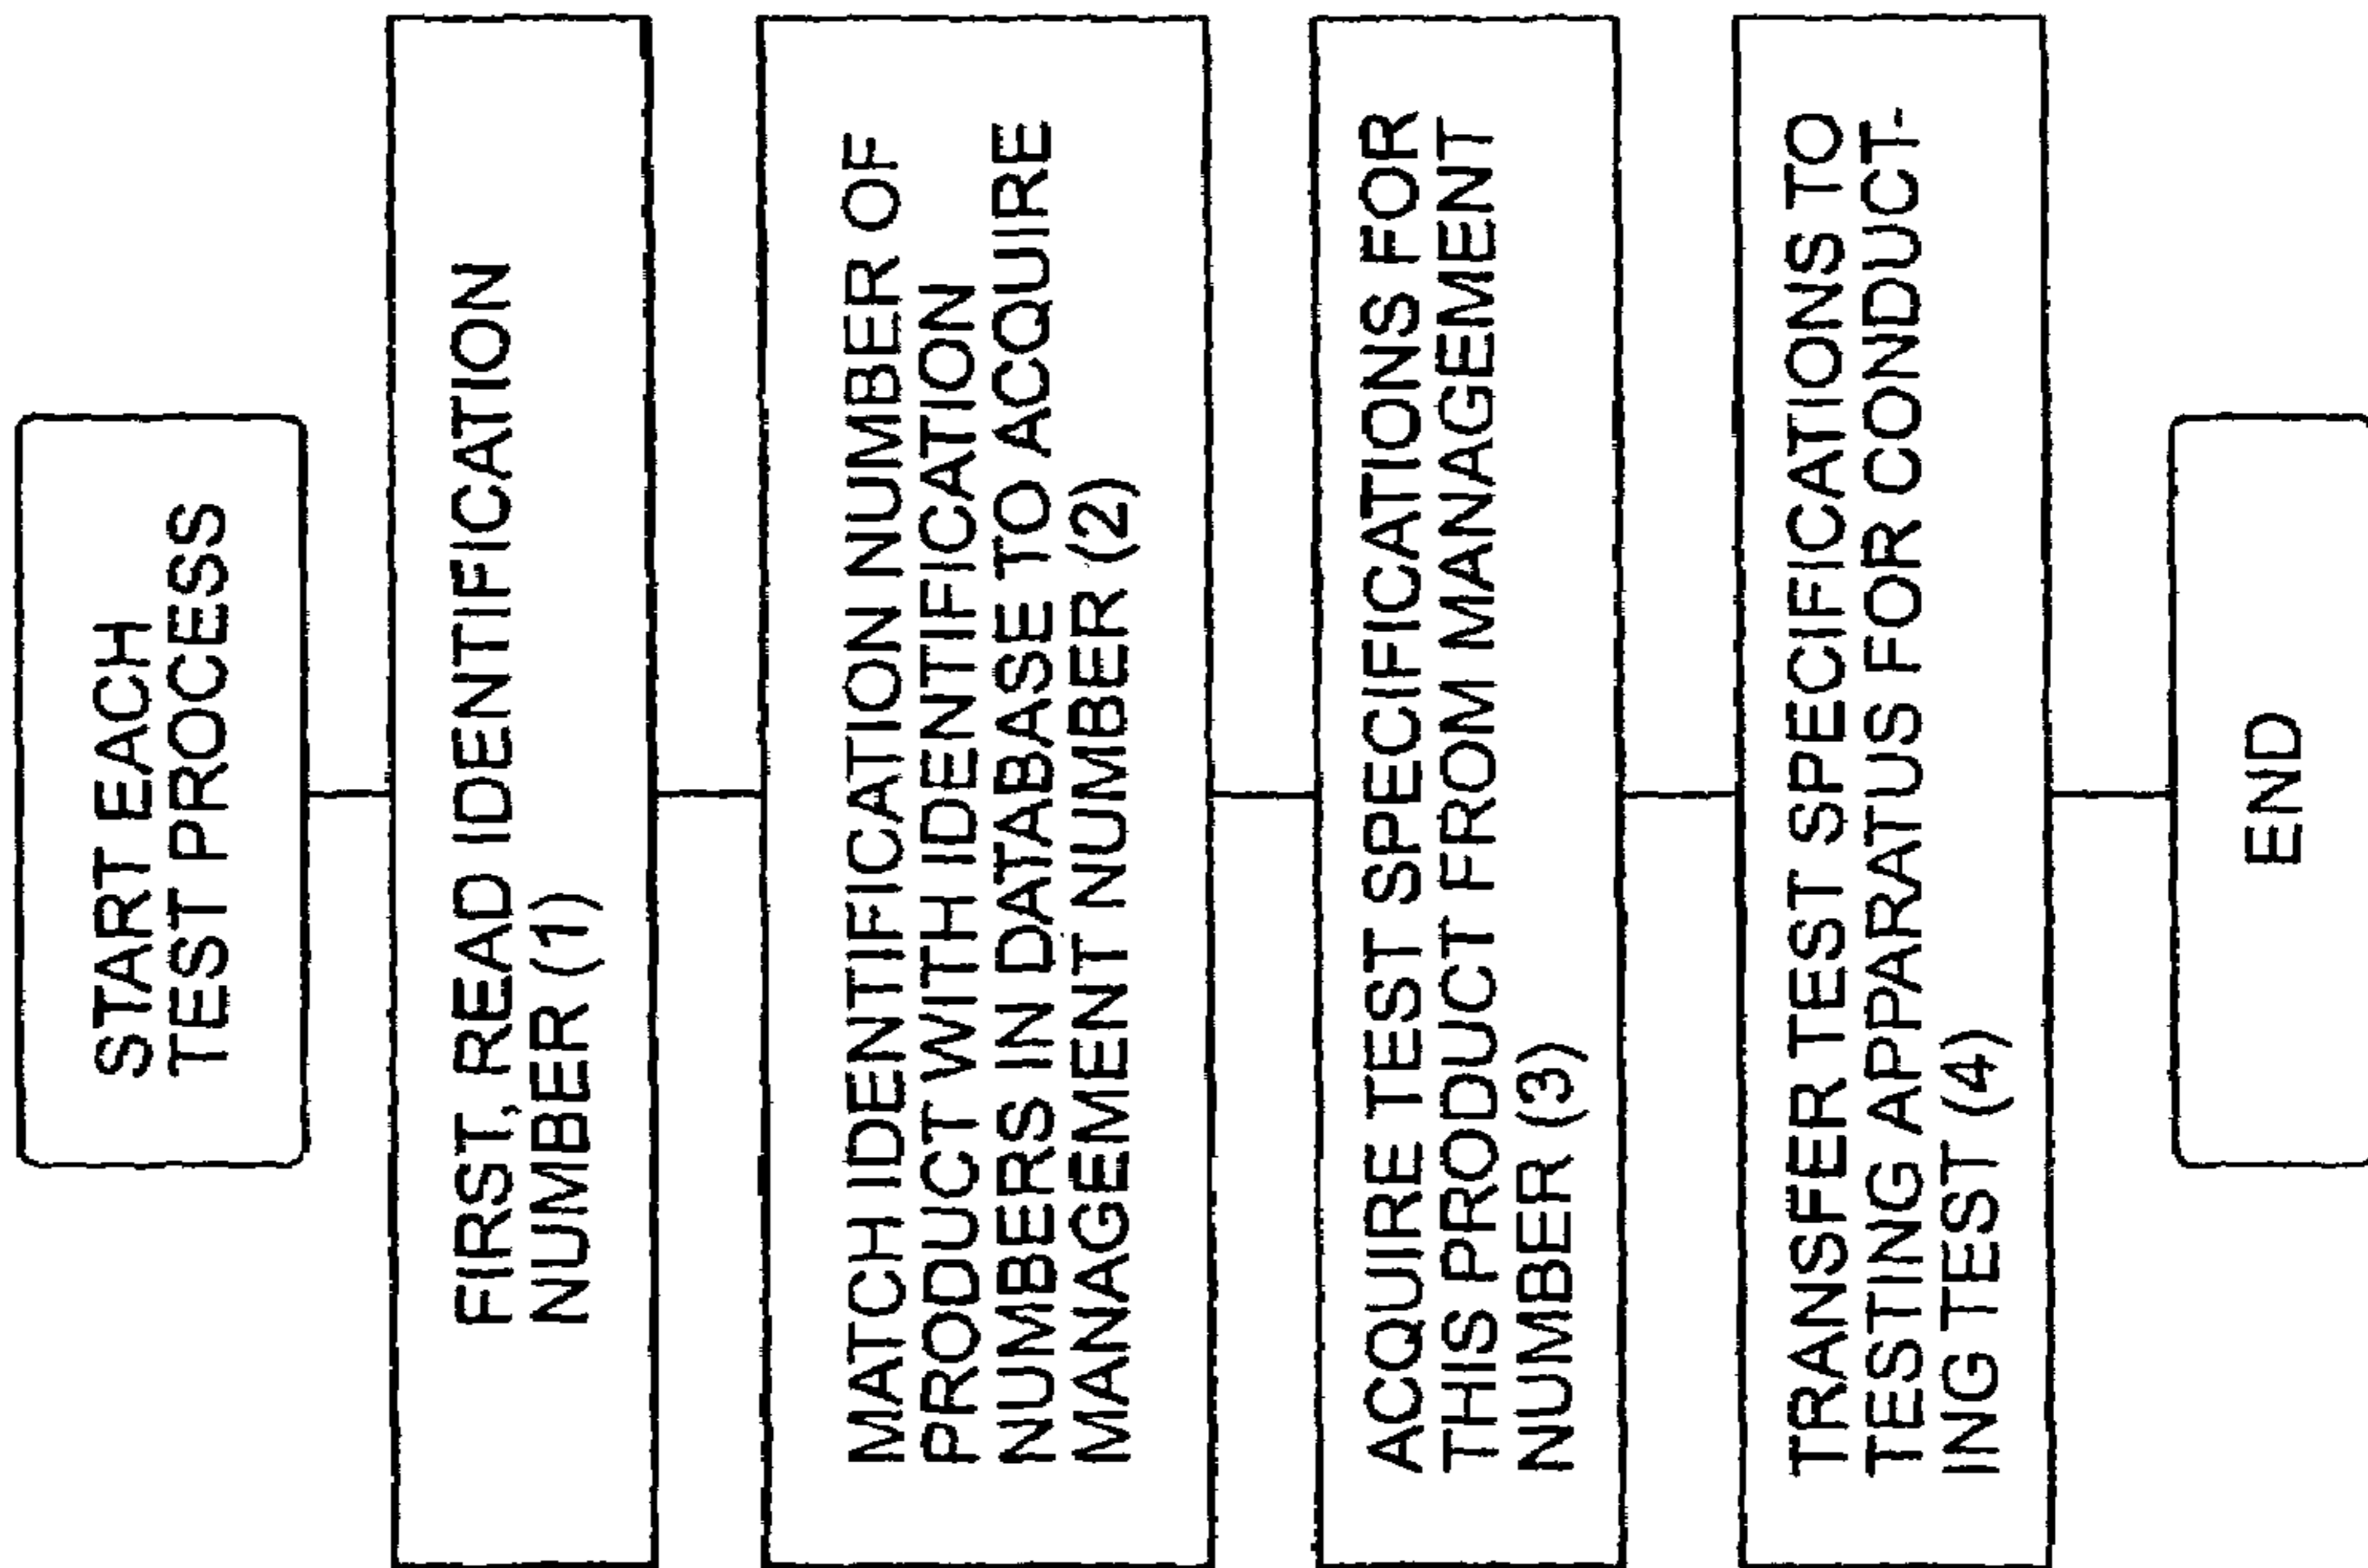 START EACH
TEST PROCESS
FIRST, READ IDENTIFICATION
NUMBER (1)
MATCH IDENTIFICATION NUMBER OF
PRODUCT WITH IDENTIFICATION
NUMBERS IN DATABASE TO ACQUIRE
MANAGEMENT NUMBER (2)
ACQUIRE TEST SPECIFICATIONS FOR
THIS PRODUCT FROM MANAGEMENT
NUMBER (3)
TRANSFER TEST SPECIFICATIONS TO
TESTING APPARATUS FOR CONDUCT-
ING TEST (4)
END